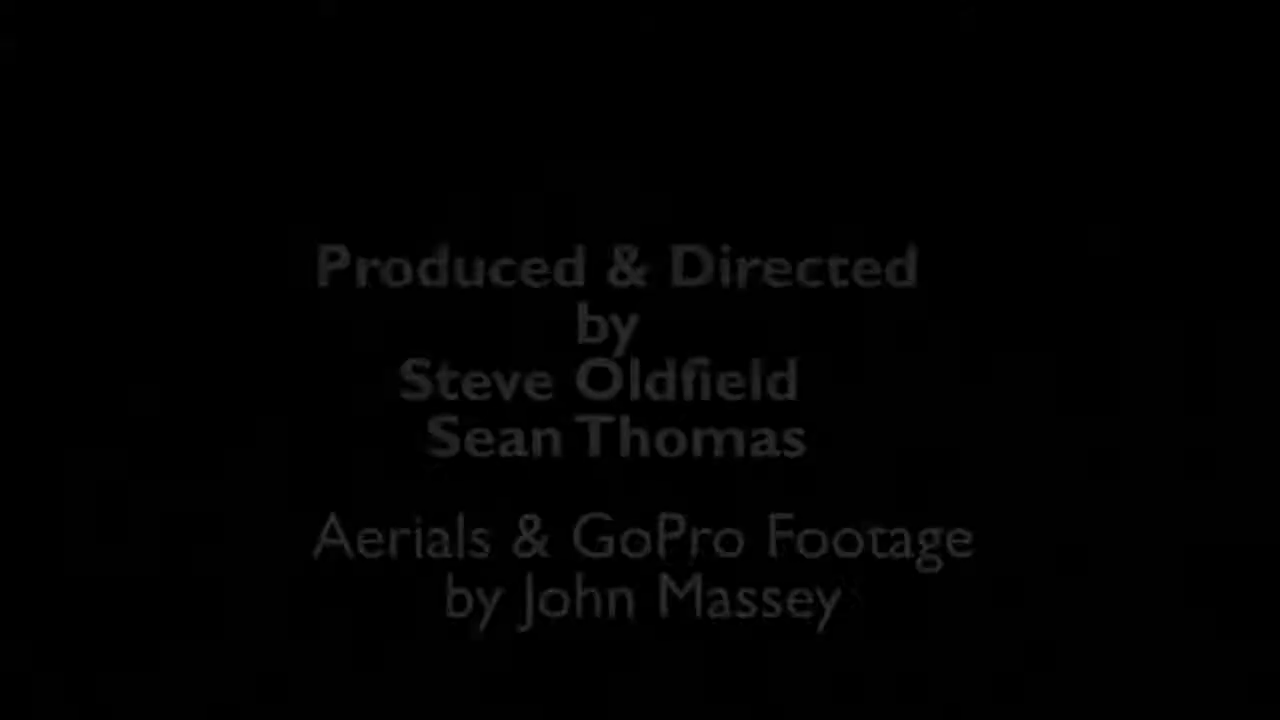 Produced & Directed
by
Steve Oldfield
Sean Thomas
Aerials & GoPro Footage
by John Massey